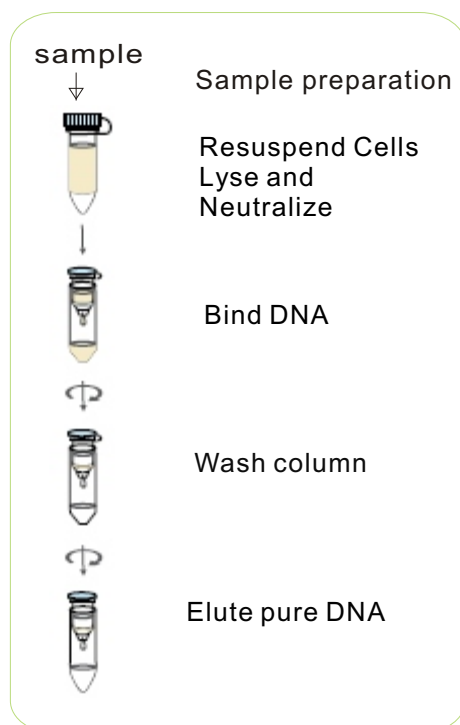 sample
Sample preparation
Resuspend Cells
Lyse and
Neutralize
Bind DNA
Wash column
Elute pure DNA